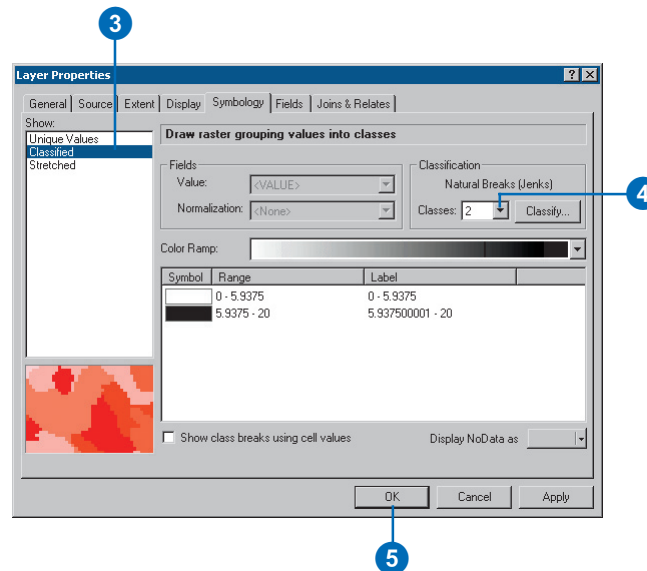 3
Layer Properties
General Source Extent Display Symbology Fields Joins & Relates
Show:
Unique Values
Classified
Stretched
Draw raster grouping values into classes
Fields
Value: <VALUE>
Normalization: <None>
Classification
Natural Breaks (Jenks)
Classes: 2 Classify...
4
Color Ramp:
Symbol Range Label
0 - 5.9375 0 - 5.9375
5.9375 - 20 5.937500001 - 20
Show class breaks using cell values
Display NoData as
OK Cancel Apply
5